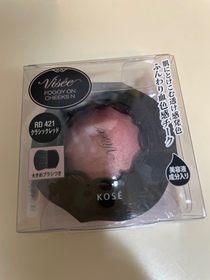 Visée
FOGGY ON
CHEEKS N
RD 421
クラシックレッド
大きめブラシつき
肌にとけこむ透け感発色
ふんわり血色感チーク
美容液
成分入り
KOSÉ